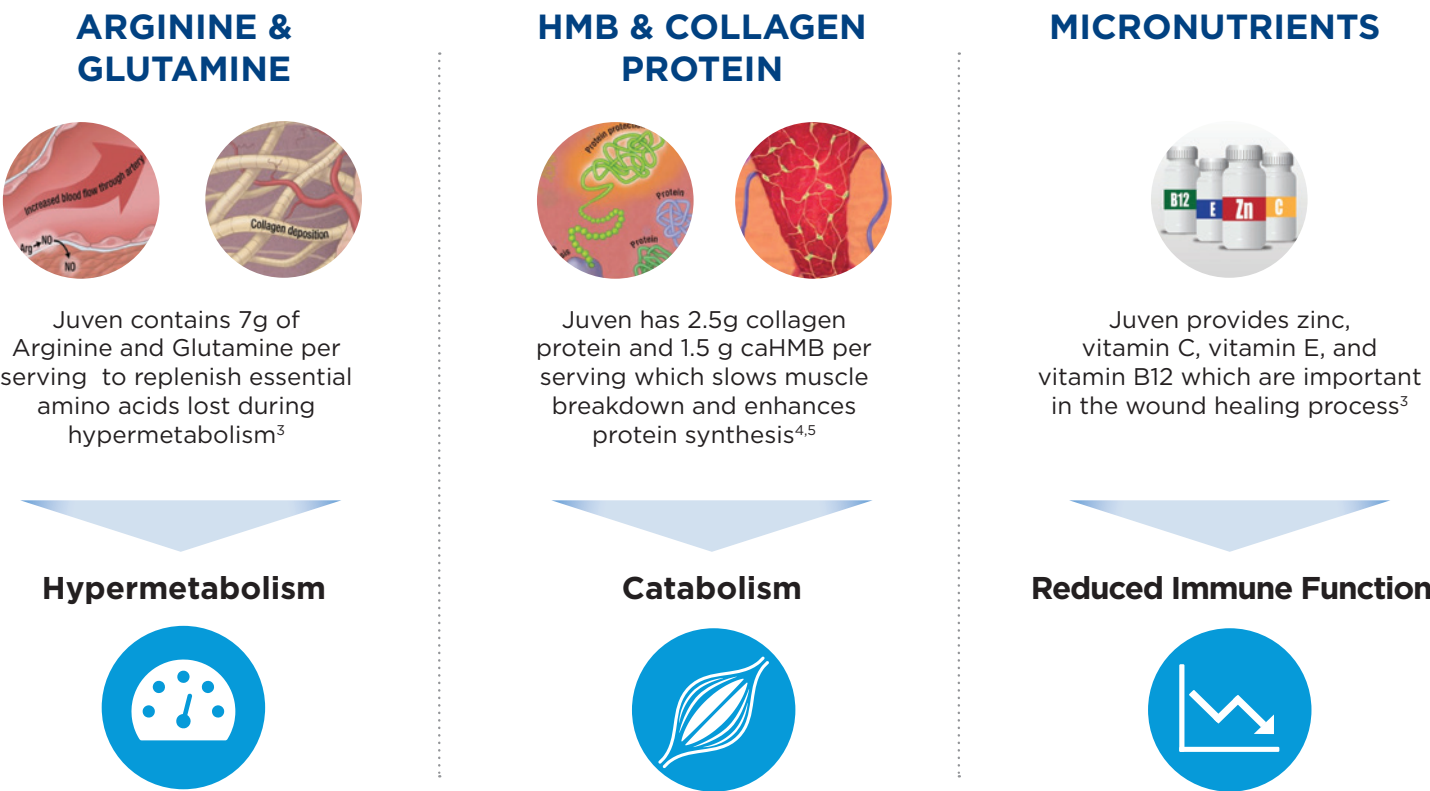 ARGININE &
GLUTAMINE
Increased blood flow through artery
Arg
NO
NO
Collagen deposition
Juven contains 7g of
Arginine and Glutamine per
serving  to replenish essential
amino acids lost during
hypermetabolism³
Hypermetabolism
HMB & COLLAGEN
PROTEIN
Protein
Protein
Protein
Juven has 2.5g collagen
protein and 1.5 g caHMB per
serving which slows muscle
breakdown and enhances
protein synthesis⁴,⁵
Catabolism
MICRONUTRIENTS
B12
E
Zn
C
Juven provides zinc,
vitamin C, vitamin E, and
vitamin B12 which are important
in the wound healing process³
Reduced Immune Function